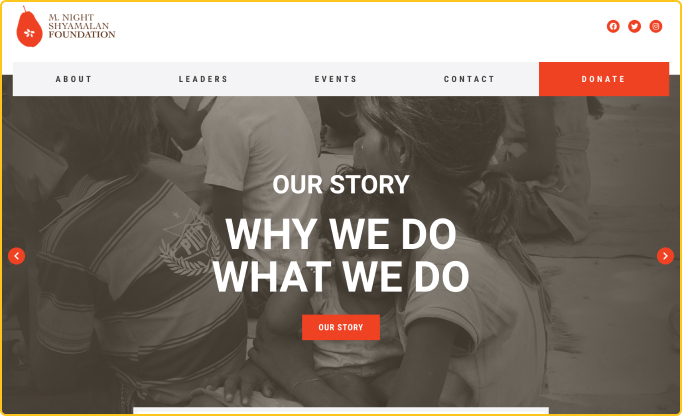 M. NIGHT
SHYAMALAN
FOUNDATION
ABOUT
LEADERS
EVENTS
CONTACT
DONATE
OUR STORY
WHY WE DO
WHAT WE DO
OUR STORY